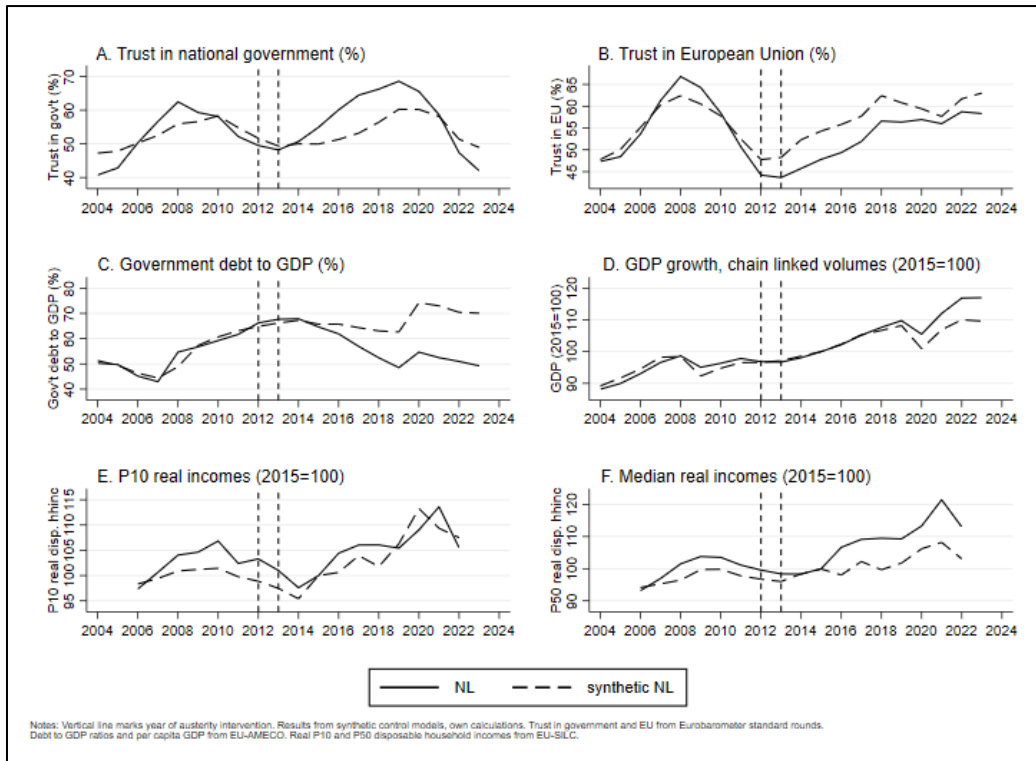 A. Trust in national government (%)
Trust in gov't (%)
70
60
50
40
2004 2006 2008 2010 2012 2014 2016 2018 2020 2022 2024
B. Trust in European Union (%)
Trust in EU (%)
65
60
55
50
45
2004 2006 2008 2010 2012 2014 2016 2018 2020 2022 2024
C. Government debt to GDP (%)
Gov't debt to GDP (%)
80
70
60
50
40
2004 2006 2008 2010 2012 2014 2016 2018 2020 2022 2024
D. GDP growth, chain linked volumes (2015=100)
GDP (2015=100)
120
110
100
90
2004 2006 2008 2010 2012 2014 2016 2018 2020 2022 2024
E. P10 real incomes (2015=100)
P10 real disp. hhinc
115
110
105
100
95
2004 2006 2008 2010 2012 2014 2016 2018 2020 2022 2024
F. Median real incomes (2015=100)
P50 real disp. hhinc
120
110
100
90
2004 2006 2008 2010 2012 2014 2016 2018 2020 2022 2024
NL synthetic NL
Notes: Vertical line marks year of austerity intervention. Results from synthetic control models, own calculations. Trust in government and EU from Eurobarometer standard rounds.
Debt to GDP ratios and per capita GDP from EU-AMECO. Real P10 and P50 disposable household incomes from EU-SILC.